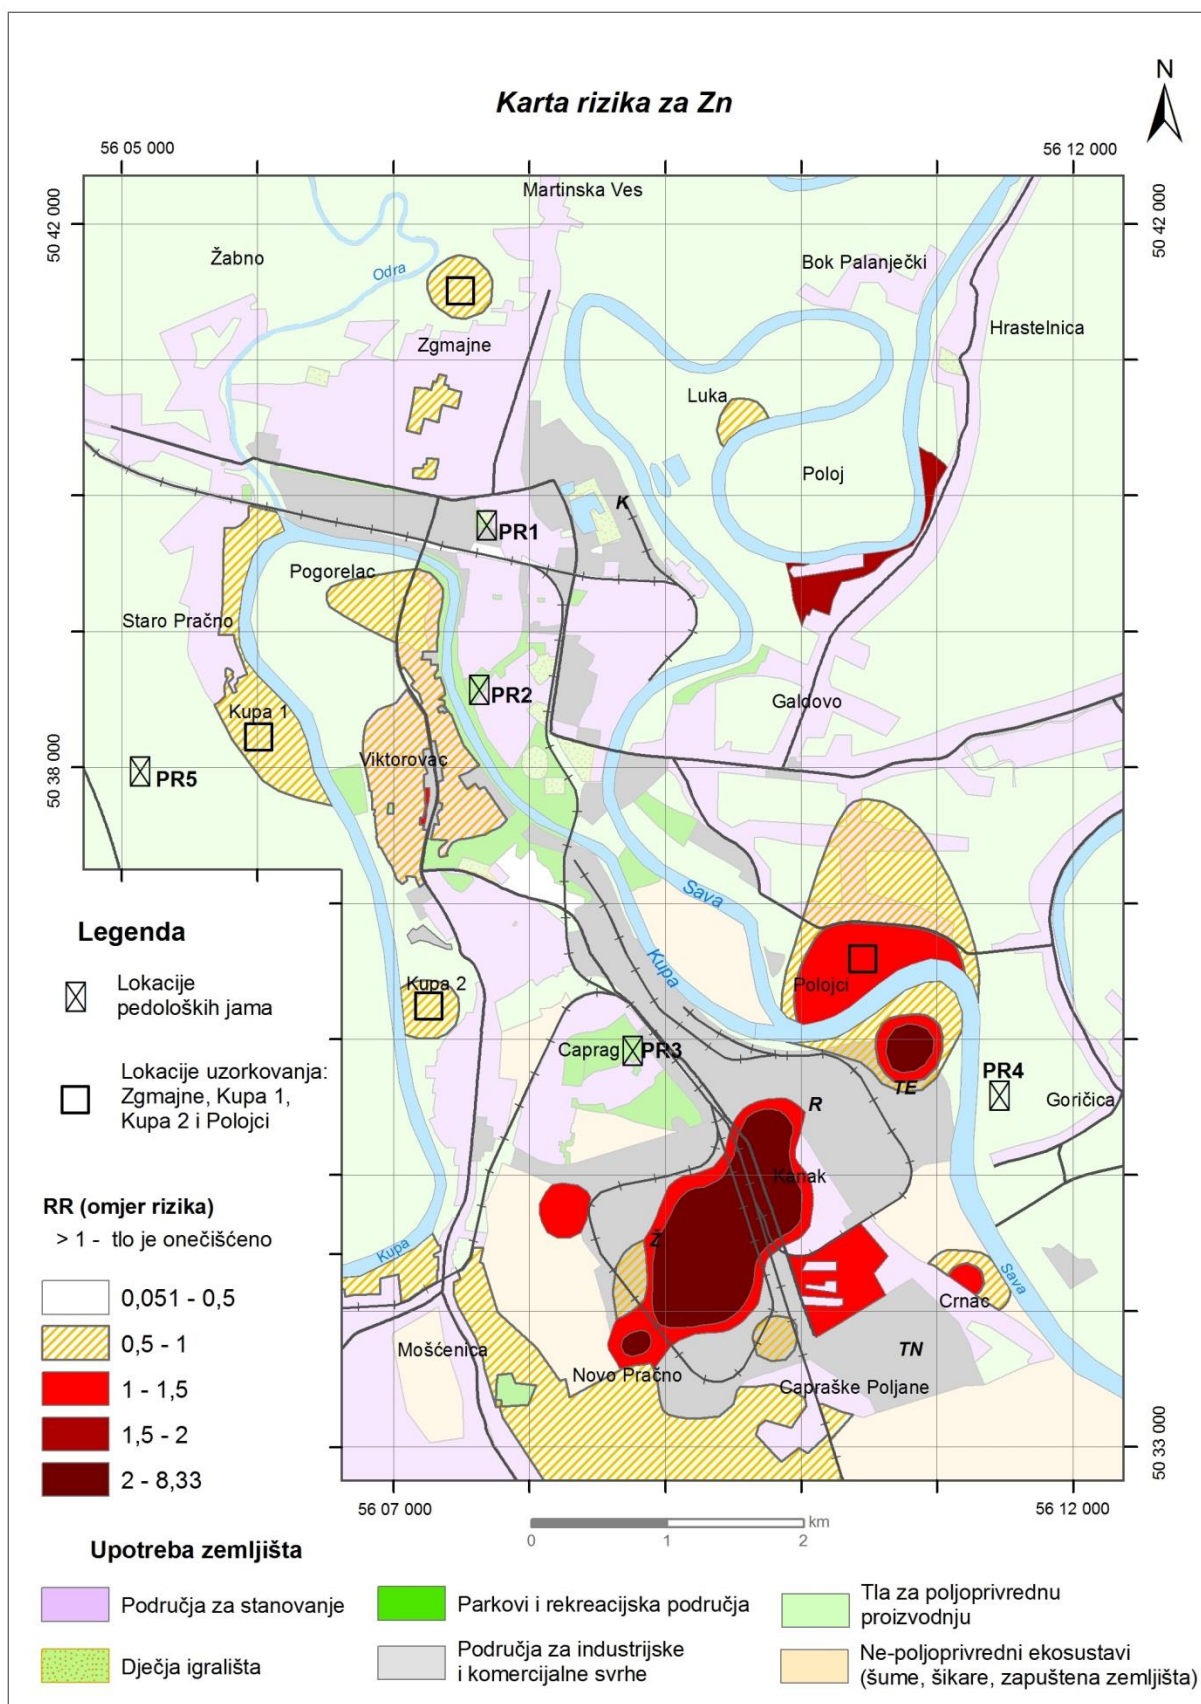 Karta rizika za Zn
N
56 05 000
56 12 000
50 42 000
50 42 000
Martinska Ves
Žabno
Odra
Bok Palanječki
Hrastelnica
Zgmajne
Luka
Poloj
K
PR1
Pogorelac
Staro Pračno
PR2
Galdovo
Kupa 1
Viktorovac
50 38 000
50 38 000
PR5
Sava
Kupa
Polojci
Kupa 2
Caprag
PR3
PR4
TE
R
Goričica
Kanak
Ž
Kupa
Sava
Crnac
Mošćenica
TN
Novo Pračno
Capraške Poljane
50 33 000
56 07 000
56 12 000
km
0
1
2
Legenda
Lokacije
pedoloških jama
Lokacije uzorkovanja:
Zgmajne, Kupa 1,
Kupa 2 i Polojci
RR (omjer rizika)
> 1 - tlo je onečišćeno
0,051 - 0,5
0,5 - 1
1 - 1,5
1,5 - 2
2 - 8,33
Upotreba zemljišta
Područja za stanovanje
Parkovi i rekreacijska područja
Tla za poljoprivrednu
proizvodnju
Dječja igrališta
Područja za industrijske
i komercijalne svrhe
Ne-poljoprivredni ekosustavi
(šume, šikare, zapuštena zemljišta)